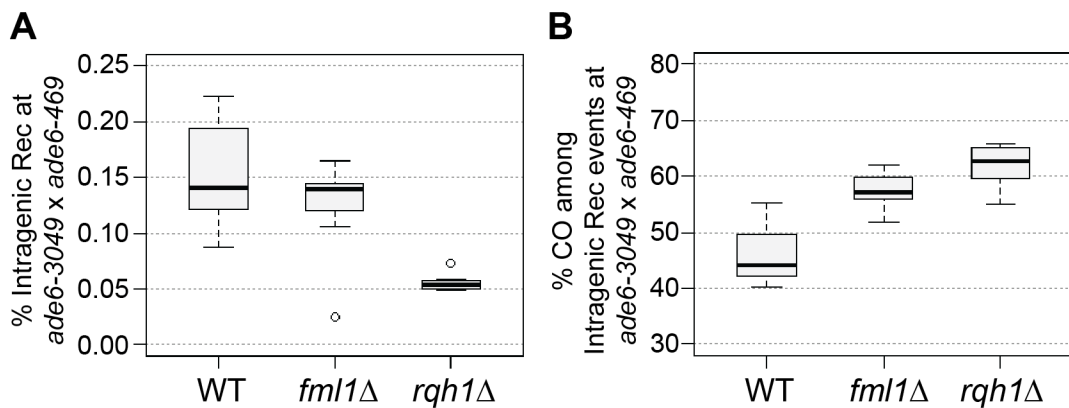 A
% Intragenic Rec at
ade6-3049 x ade6-469
0.25
0.20
0.15
0.10
0.05
0.00
WT
fml1Δ
rqh1Δ
B
% CO among
Intragenic Rec events at
ade6-3049 x ade6-469
80
70
60
50
40
30
WT
fml1Δ
rqh1Δ